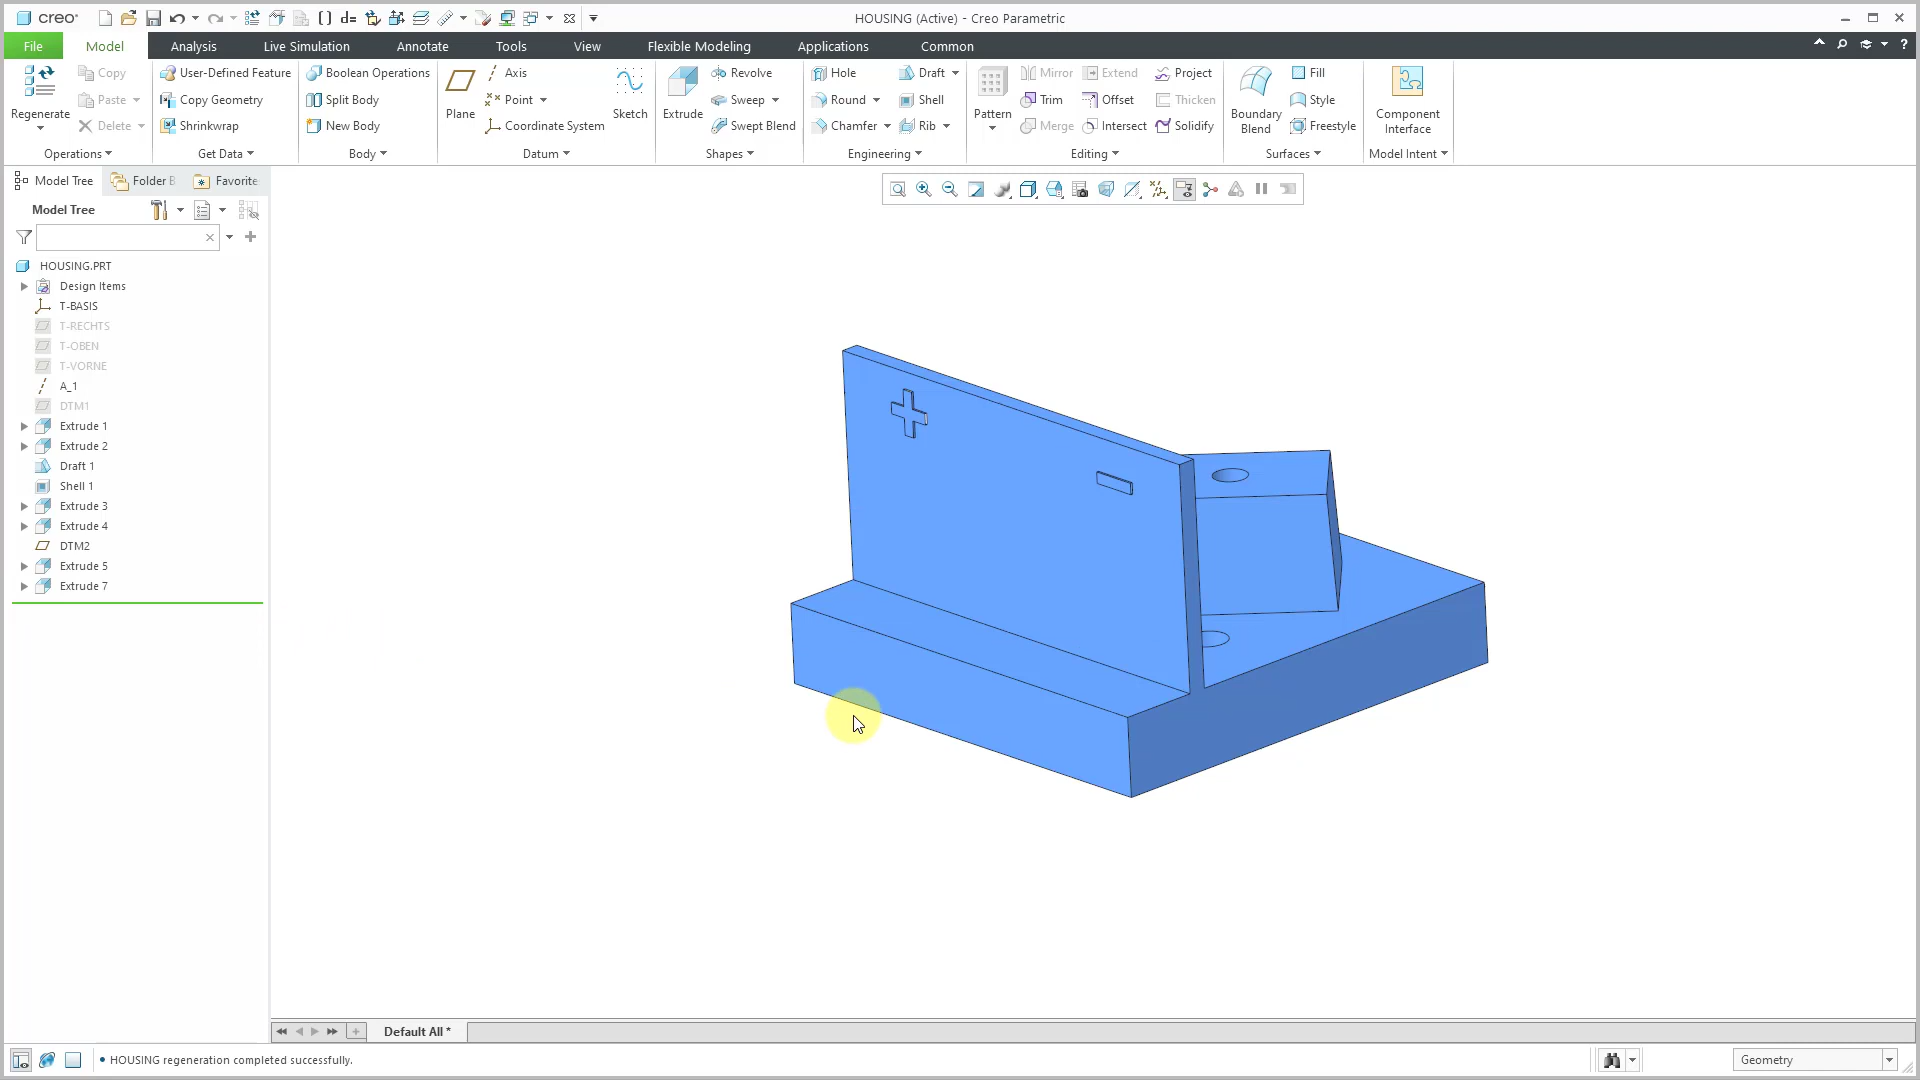 creo° HOUSING (Active) - Creo Parametric
File Model Analysis Live Simulation Annotate Tools View Flexible Modeling Applications Common
Regenerate Copy Paste Delete
Operations
User-Defined Feature Copy Geometry Shrinkwrap
Get Data
Boolean Operations Split Body New Body
Body
Plane Axis Point Coordinate System Sketch
Datum
Extrude Revolve Sweep Swept Blend
Shapes
Hole Draft Round Shell Chamfer Rib
Engineering
Pattern Mirror Extend Project Trim Offset Thicken Merge Intersect Solidify
Editing
Boundary Blend Fill Style Freestyle
Surfaces
Component Interface
Model Intent
Model Tree Folder B Favorite
Model Tree
HOUSING.PRT
Design Items
T-BASIS
T-RECHTS
T-OBEN
T-VORNE
A_1
DTM1
Extrude 1
Extrude 2
Draft 1
Shell 1
Extrude 3
Extrude 4
DTM2
Extrude 5
Extrude 7
Default All *
• HOUSING regeneration completed successfully.
Geometry